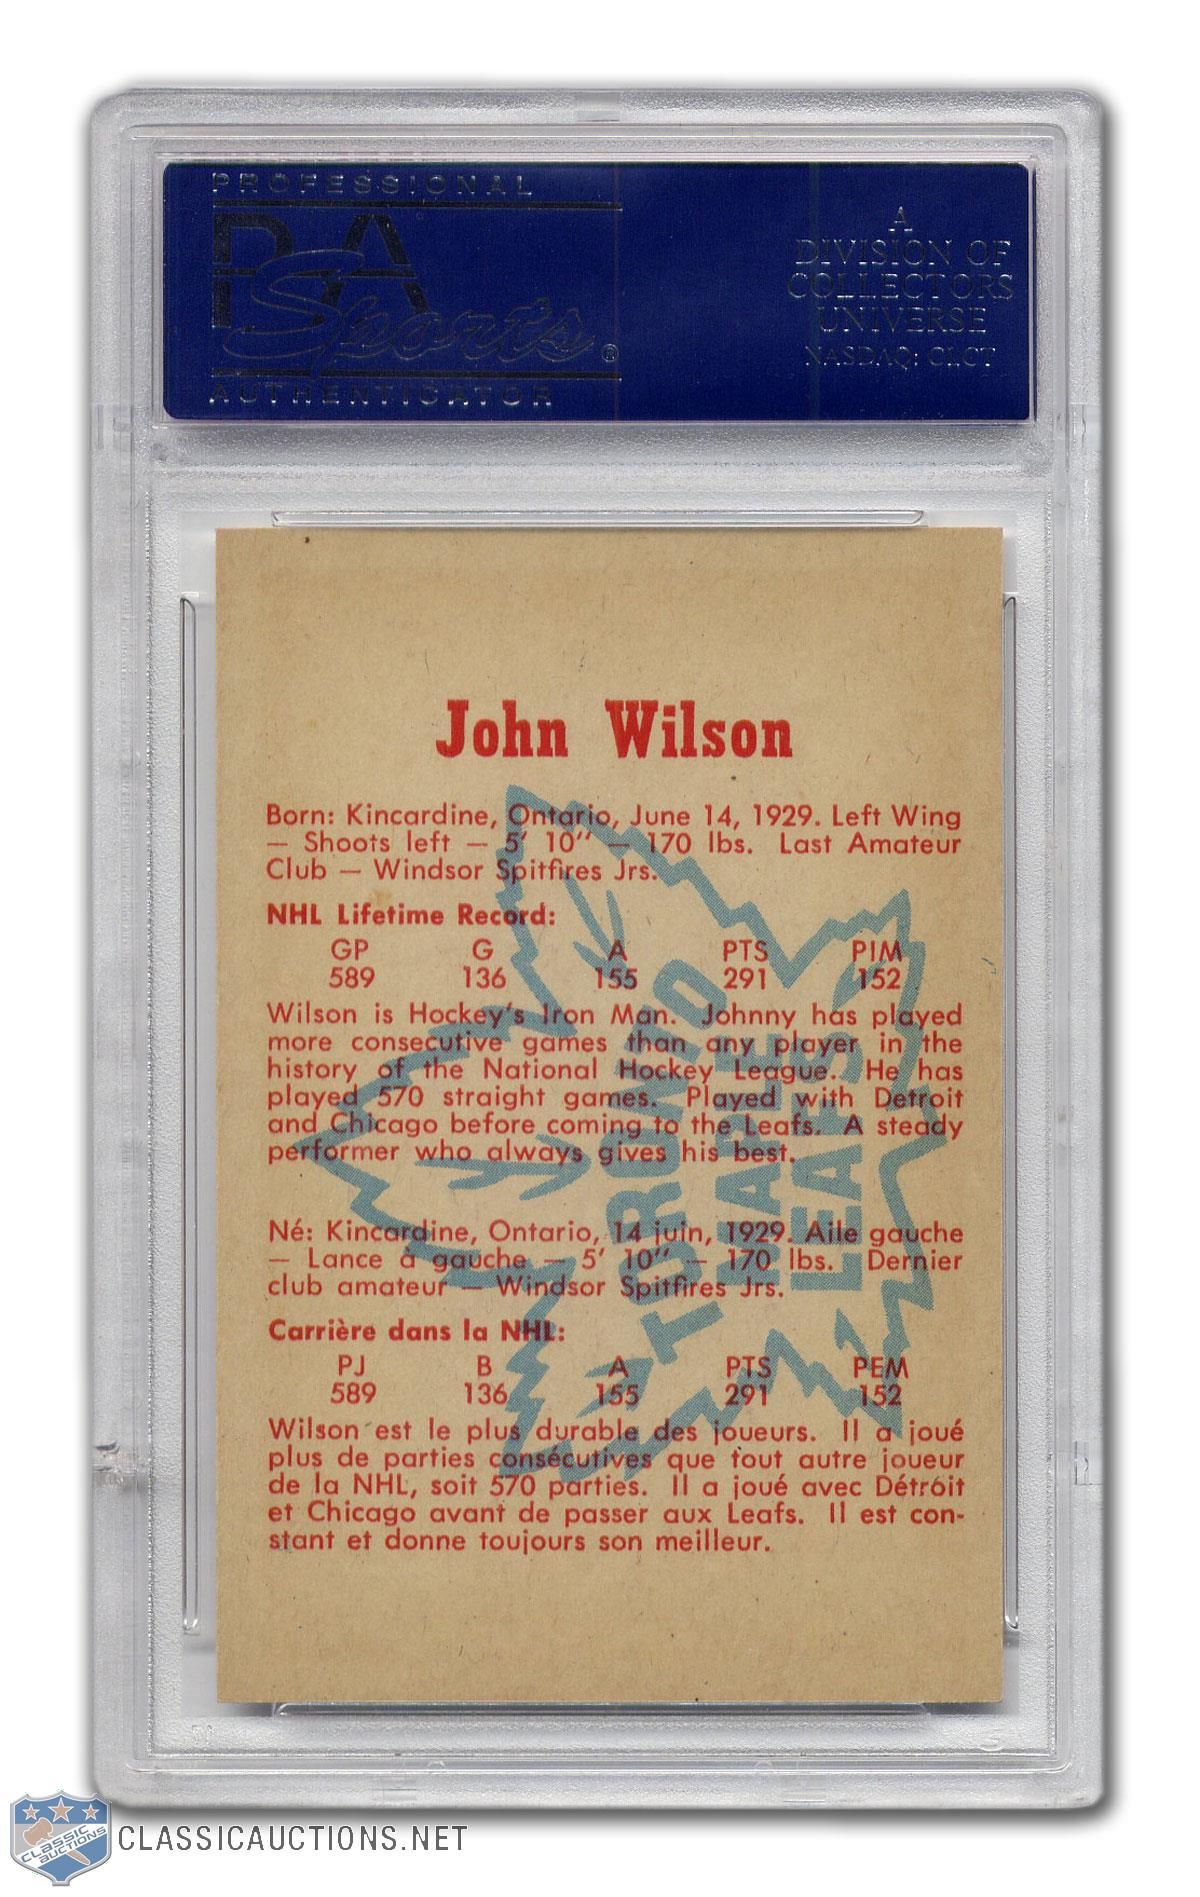 PROFESSIONAL
PSA
Sports®
AUTHENTICATOR
A
DIVISION OF
COLLECTORS
UNIVERSE
NASDAQ: CLCT
John Wilson
Born: Kincardine, Ontario, June 14, 1929. Left Wing
— Shoots left — 5' 10" — 170 lbs. Last Amateur
Club — Windsor Spitfires Jrs.
NHL Lifetime Record:
GP G A PTS PIM
589 136 155 291 152
Wilson is Hockey's Iron Man. Johnny has played
more consecutive games than any player in the
history of the National Hockey League. He has
played 570 straight games. Played with Detroit
and Chicago before coming to the Leafs. A steady
performer who always gives his best.
Né: Kincardine, Ontario, 14 juin, 1929. Aile gauche
— Lance à gauche — 5' 10" — 170 lbs. Dernier
club amateur — Windsor Spitfires Jrs.
Carrière dans la NHL:
PJ B A PTS PEM
589 136 155 291 152
Wilson est le plus durable des joueurs. Il a joué
plus de parties consécutives que tout autre joueur
de la NHL, soit 570 parties. Il a joué avec Détroit
et Chicago avant de passer aux Leafs. Il est con-
stant et donne toujours son meilleur.
TORONTO
MAPLE
LEAFS
CLASSIC
AUCTIONS
CLASSICAUCTIONS.NET